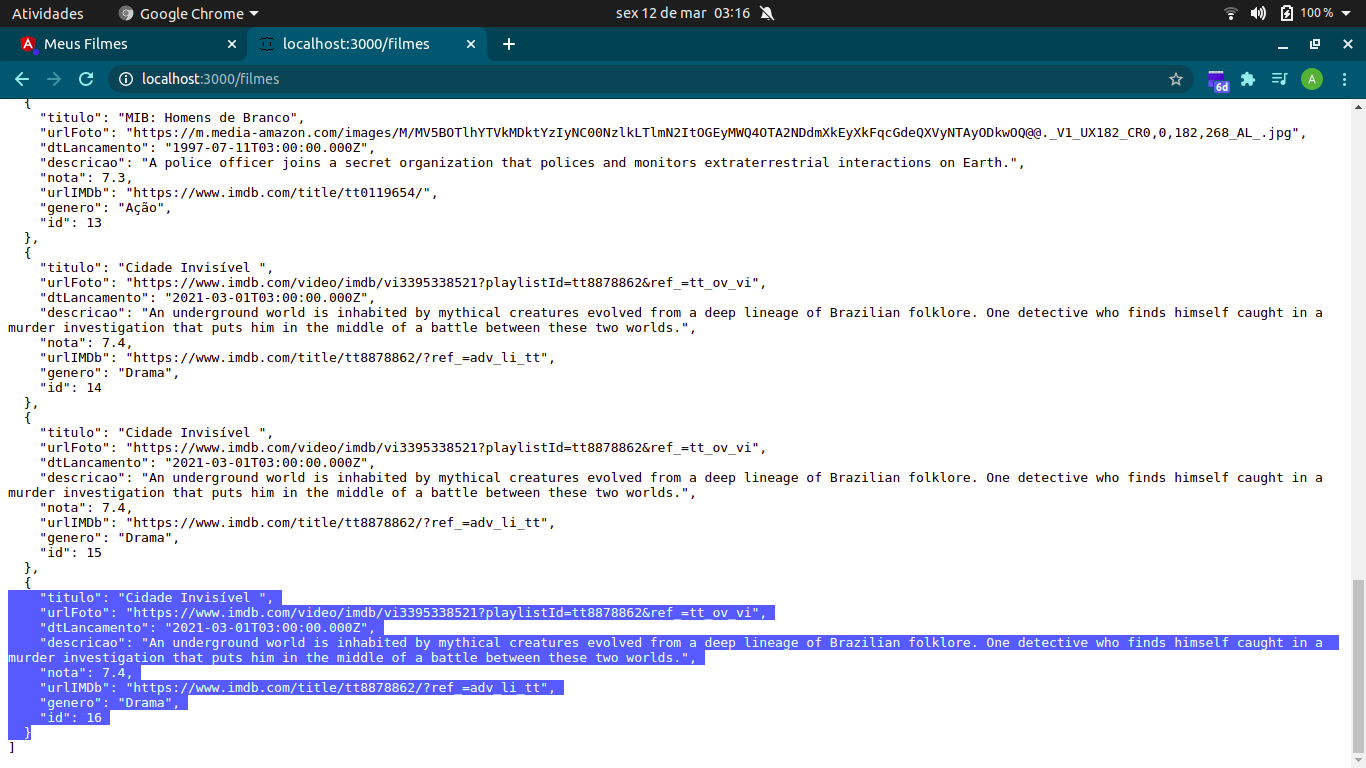 Atividades Google Chrome sex 12 de mar 03:16 100 %
Meus Filmes localhost:3000/filmes
localhost:3000/filmes 6d A
{
"titulo": "MIB: Homens de Branco",
"urlFoto": "https://m.media-amazon.com/images/M/MV5BOTlhYTVkMDktYzIyNC00NzlkLTlmN2ItOGEyMWQ4OTA2NDdmXkEyXkFqcGdeQXVyNTAyODkwOQ@@._V1_UX182_CR0,0,182,268_AL_.jpg",
"dtLancamento": "1997-07-11T03:00:00.000Z",
"descricao": "A police officer joins a secret organization that polices and monitors extraterrestrial interactions on Earth.",
"nota": 7.3,
"urlIMDb": "https://www.imdb.com/title/tt0119654/",
"genero": "Ação",
"id": 13
},
{
"titulo": "Cidade Invisível ",
"urlFoto": "https://www.imdb.com/video/imdb/vi3395338521?playlistId=tt8878862&ref_=tt_ov_vi",
"dtLancamento": "2021-03-01T03:00:00.000Z",
"descricao": "An underground world is inhabited by mythical creatures evolved from a deep lineage of Brazilian folklore. One detective who finds himself caught in a
murder investigation that puts him in the middle of a battle between these two worlds.",
"nota": 7.4,
"urlIMDb": "https://www.imdb.com/title/tt8878862/?ref_=adv_li_tt",
"genero": "Drama",
"id": 14
},
{
"titulo": "Cidade Invisível ",
"urlFoto": "https://www.imdb.com/video/imdb/vi3395338521?playlistId=tt8878862&ref_=tt_ov_vi",
"dtLancamento": "2021-03-01T03:00:00.000Z",
"descricao": "An underground world is inhabited by mythical creatures evolved from a deep lineage of Brazilian folklore. One detective who finds himself caught in a
murder investigation that puts him in the middle of a battle between these two worlds.",
"nota": 7.4,
"urlIMDb": "https://www.imdb.com/title/tt8878862/?ref_=adv_li_tt",
"genero": "Drama",
"id": 15
},
{
"titulo": "Cidade Invisível ",
"urlFoto": "https://www.imdb.com/video/imdb/vi3395338521?playlistId=tt8878862&ref_=tt_ov_vi",
"dtLancamento": "2021-03-01T03:00:00.000Z",
"descricao": "An underground world is inhabited by mythical creatures evolved from a deep lineage of Brazilian folklore. One detective who finds himself caught in a
murder investigation that puts him in the middle of a battle between these two worlds.",
"nota": 7.4,
"urlIMDb": "https://www.imdb.com/title/tt8878862/?ref_=adv_li_tt",
"genero": "Drama",
"id": 16
}
]